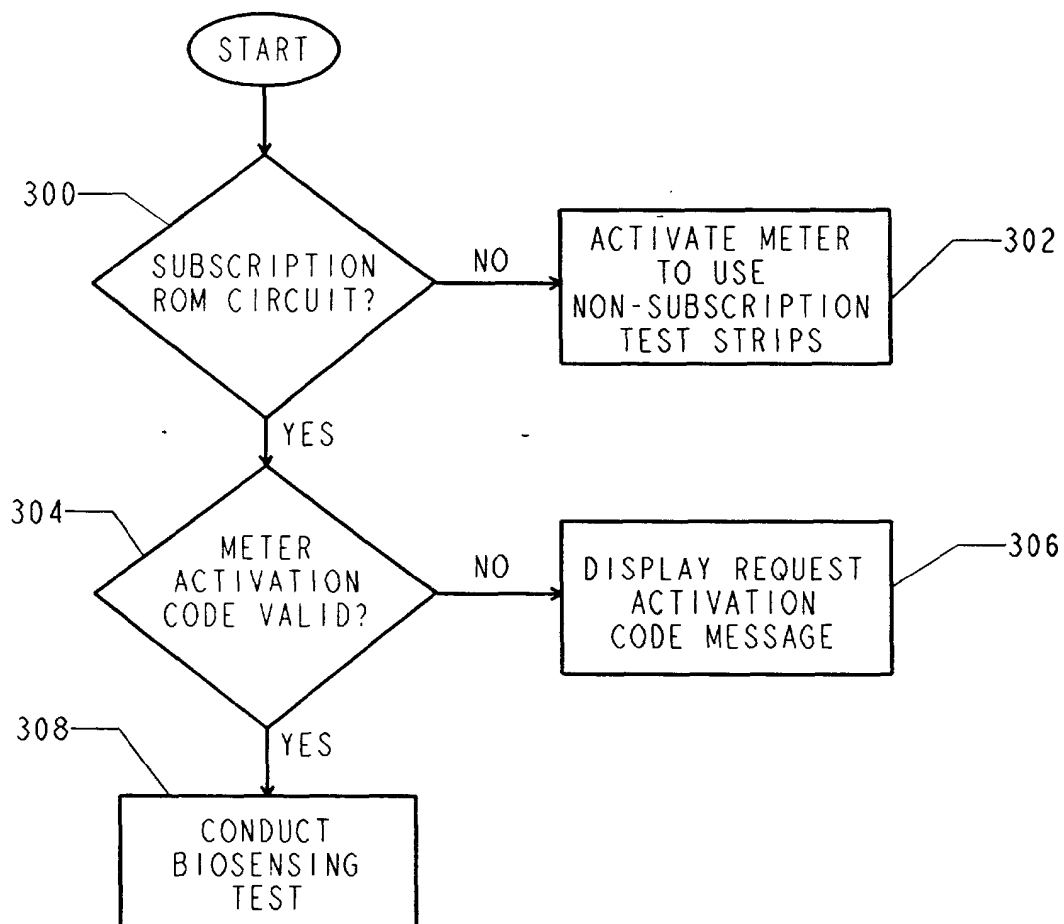 START
300
SUBSCRIPTION
ROM CIRCUIT?
NO
ACTIVATE METER
TO USE
NON-SUBSCRIPTION
TEST STRIPS
302
YES
304
METER
ACTIVATION
CODE VALID?
NO
DISPLAY REQUEST
ACTIVATION
CODE MESSAGE
306
YES
308
CONDUCT
BIOSENSING
TEST